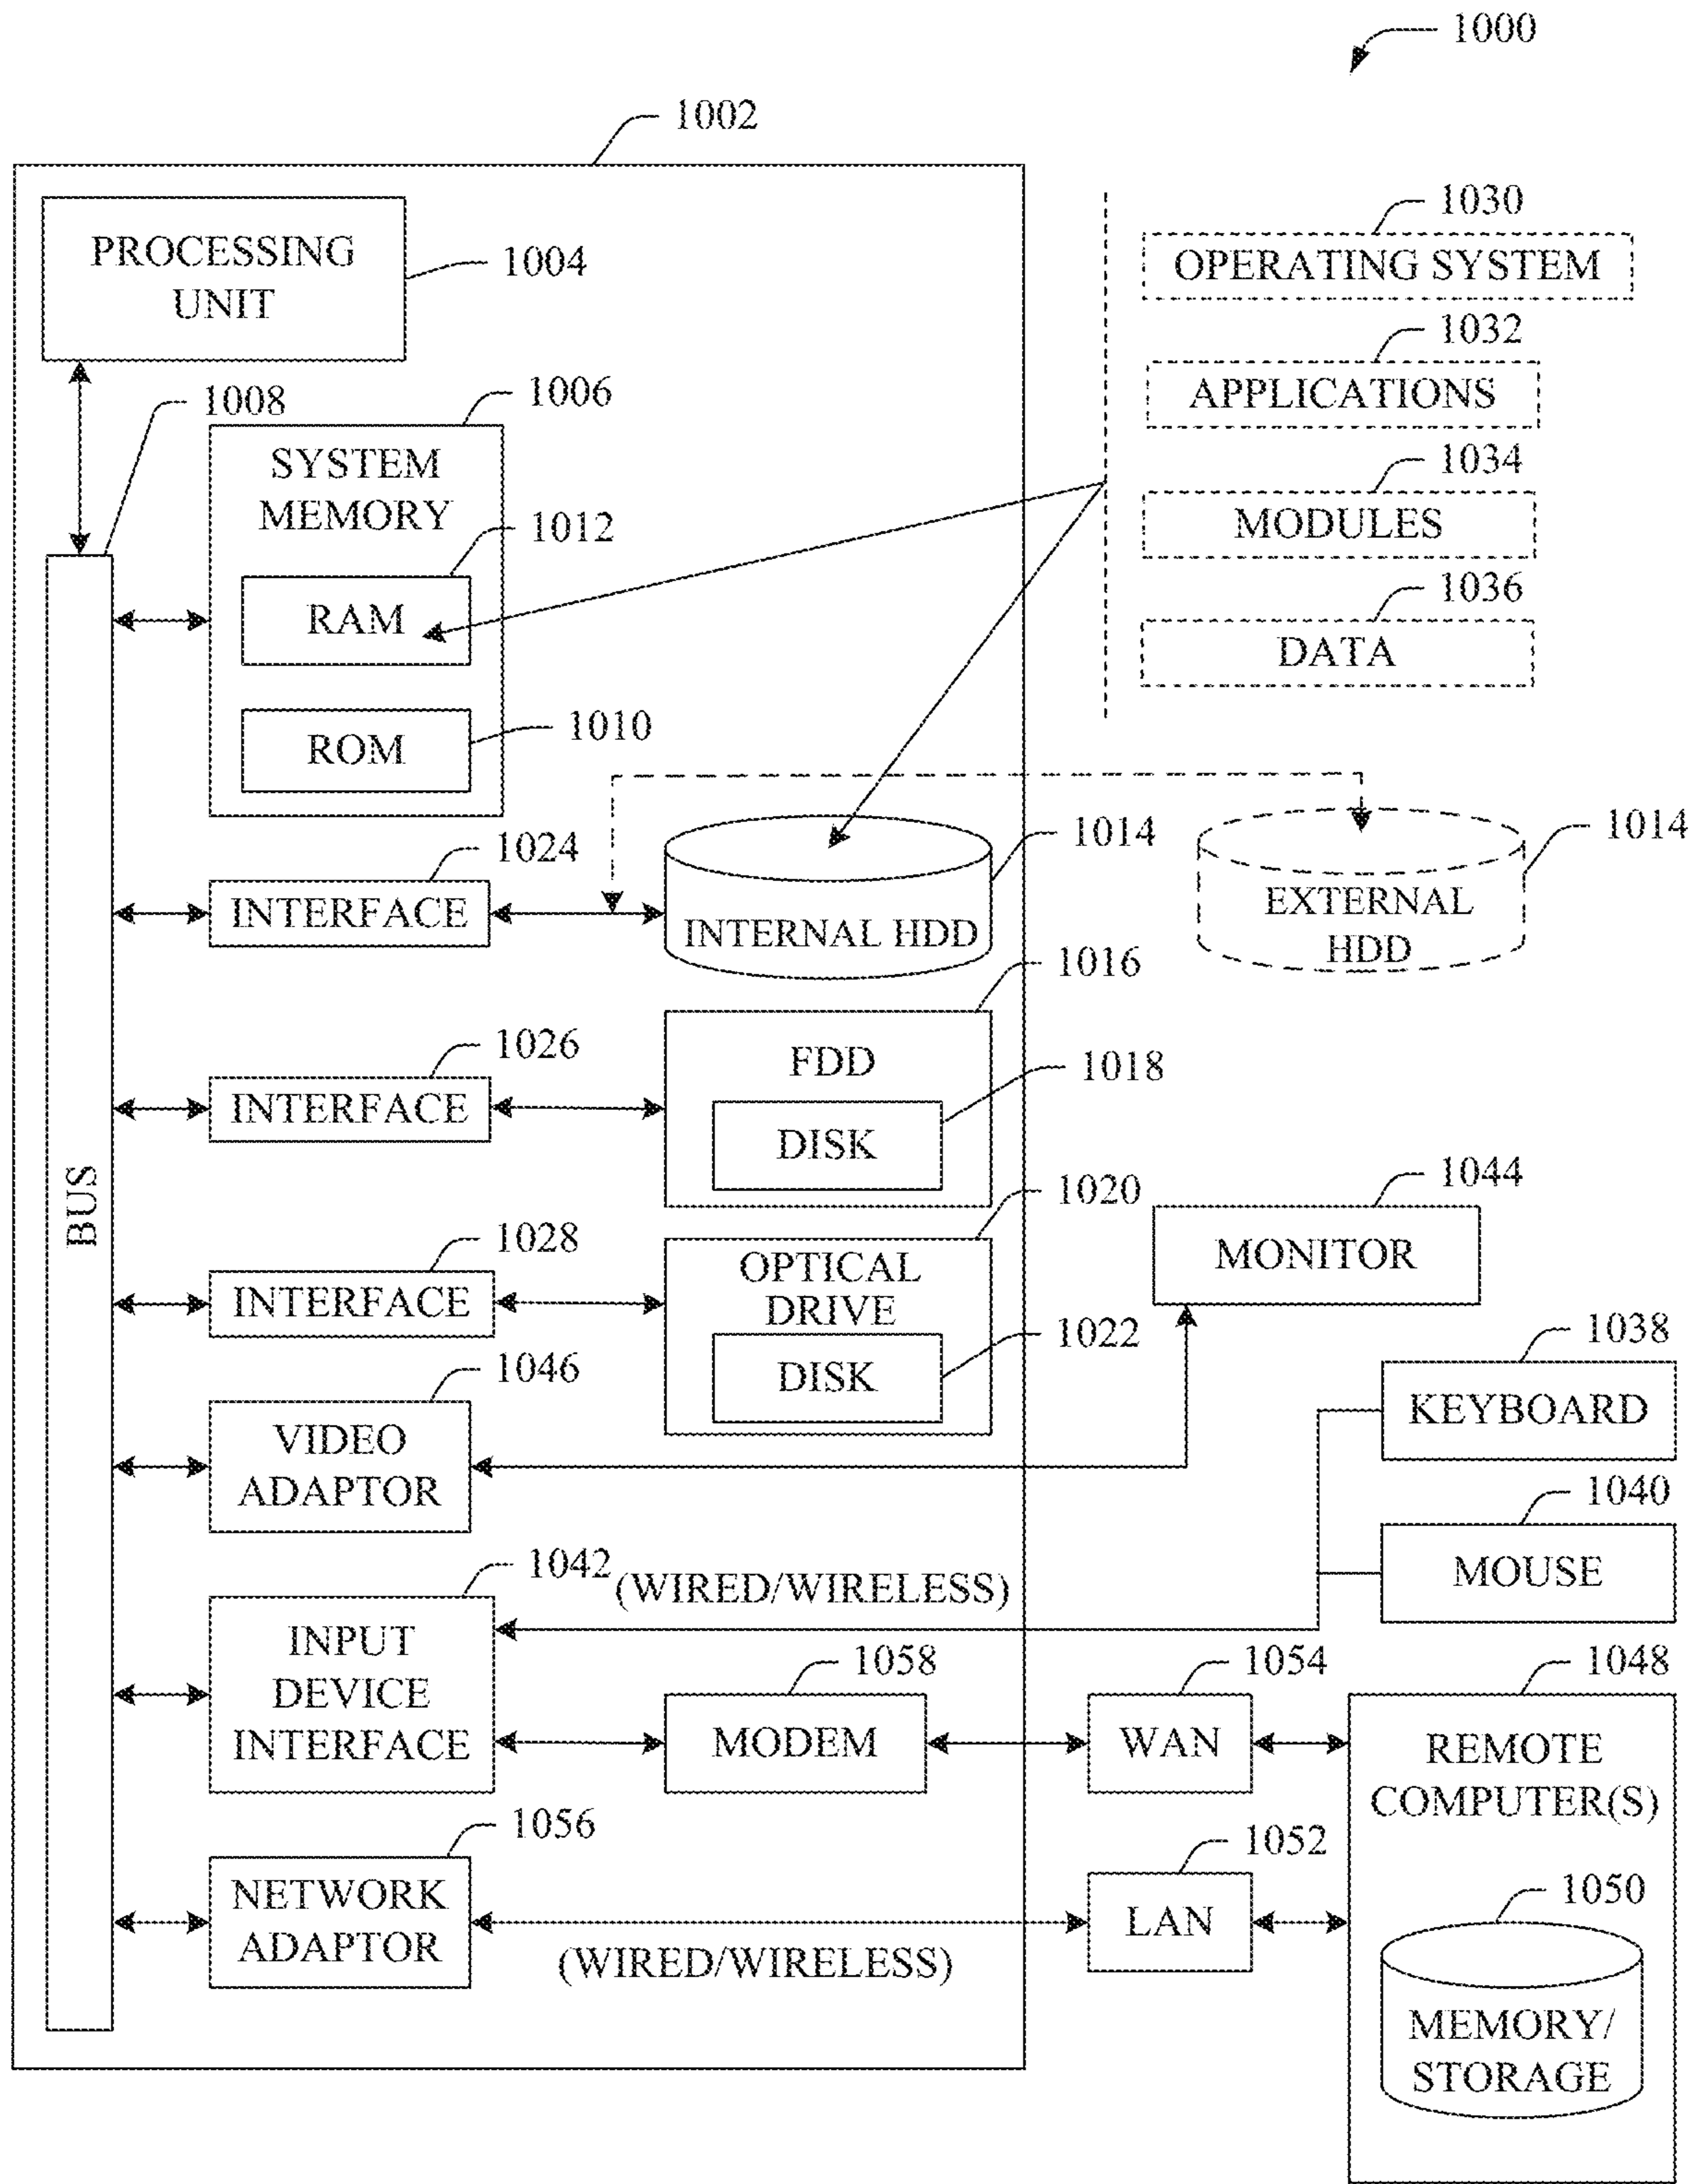 1000
1002
PROCESSING
UNIT
1004
1030
OPERATING SYSTEM
1032
APPLICATIONS
1034
MODULES
1036
DATA
1008
1006
SYSTEM
MEMORY
1012
RAM
1010
ROM
1024
INTERFACE
1014
INTERNAL HDD
1014
EXTERNAL
HDD
1026
INTERFACE
1016
FDD
1018
DISK
BUS
1028
INTERFACE
1020
OPTICAL
DRIVE
1022
DISK
1044
MONITOR
1046
VIDEO
ADAPTOR
1038
KEYBOARD
1040
MOUSE
1042
(WIRED/WIRELESS)
INPUT
DEVICE
INTERFACE
1058
MODEM
1054
WAN
1048
REMOTE
COMPUTER(S)
1056
NETWORK
ADAPTOR
(WIRED/WIRELESS)
1052
LAN
1050
MEMORY/
STORAGE